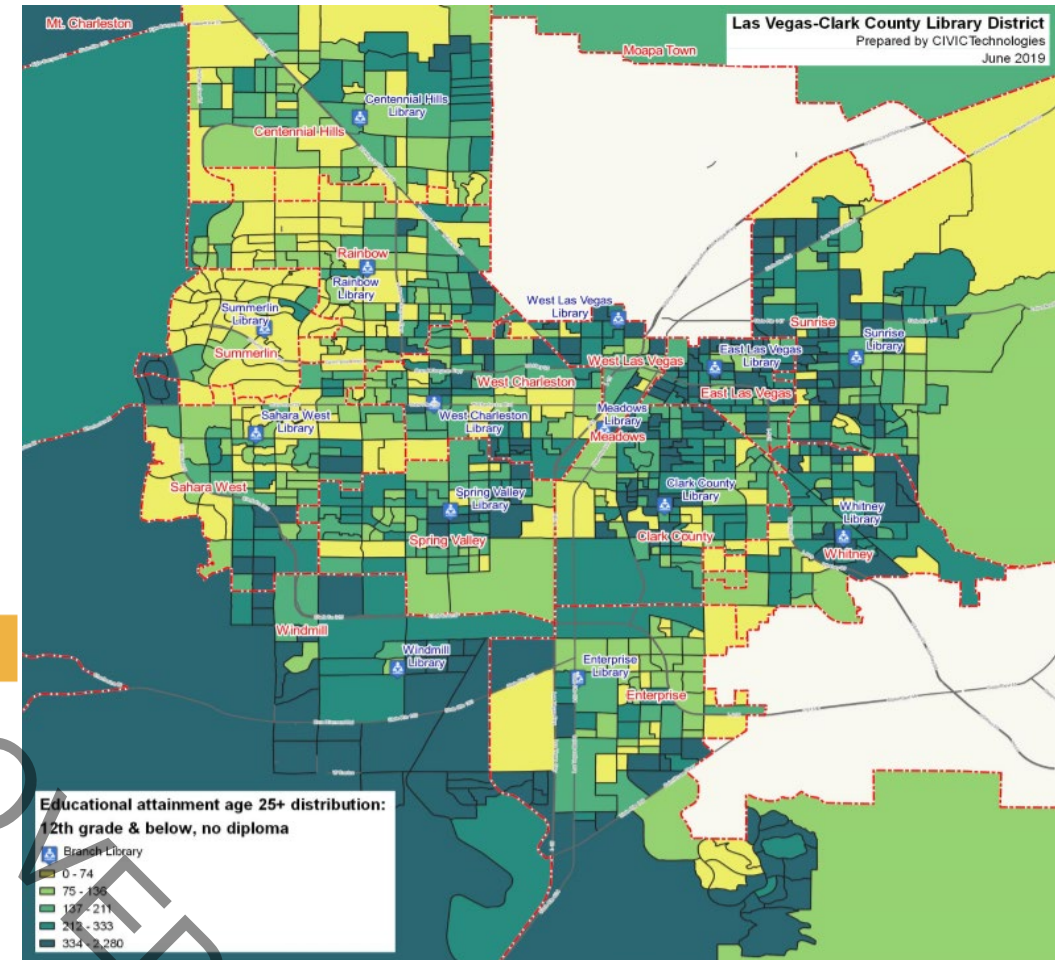 Las Vegas-Clark County Library District
Prepared by CIVICTechnologies
June 2019
Mt. Charleston
Moapa Town
Centennial Hills
Library
Centennial Hills
Rainbow
Rainbow
Library
Summerlin
Library
Summerlin
West Las Vegas
Library
Sunrise
Sunrise
Library
East Las Vegas
Library
West Las Vegas
West Charleston
East Las Vegas
Sahara West
Library
West Charleston
Library
Meadows
Library
Meadows
Sahara West
Spring Valley
Library
Spring Valley
Clark County
Library
Clark County
Whitney
Library
Whitney
Windmill
Windmill
Library
Enterprise
Library
Enterprise
Educational attainment age 25+ distribution:
12th grade & below, no diploma
Branch Library
0 - 74
75 - 136
137 - 211
212 - 333
334 - 2,280